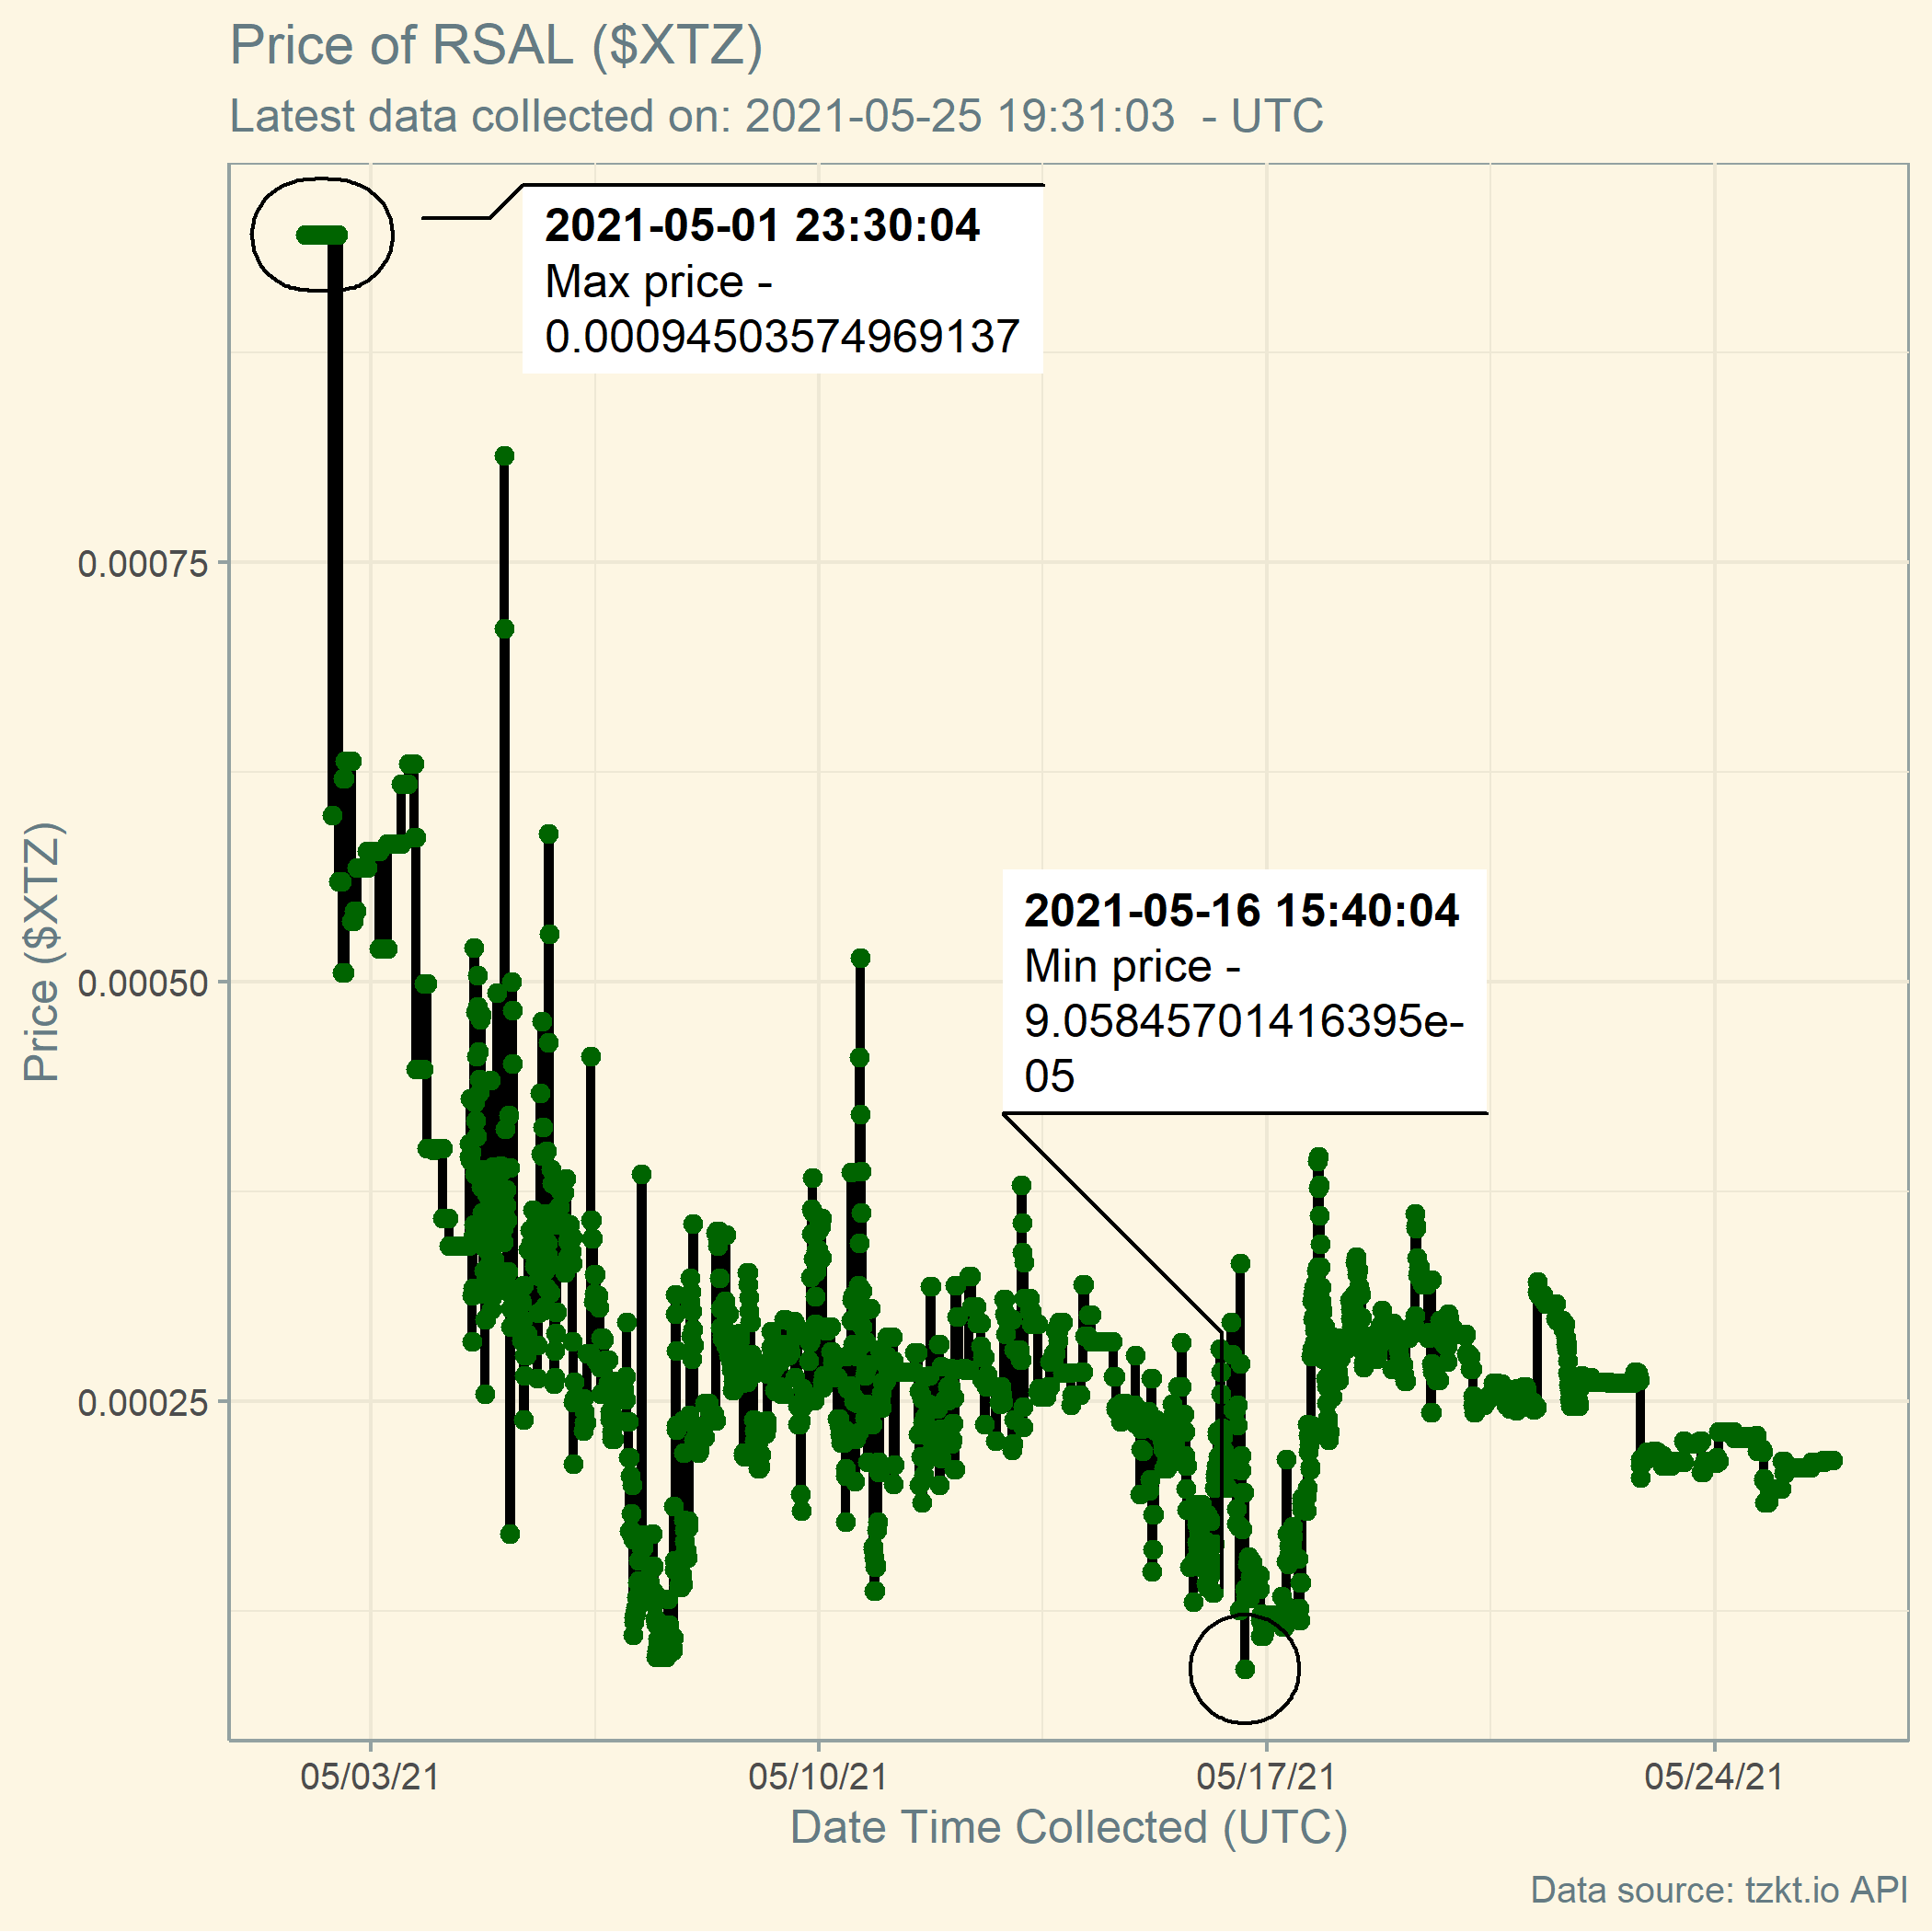 Price of RSAL ($XTZ)
Latest data collected on: 2021-05-25 19:31:03  - UTC
2021-05-01 23:30:04
Max price -
0.00094503574969137
0.00075
Price ($XTZ)
0.00050
2021-05-16 15:40:04
Min price -
9.05845701416395e-
05
0.00025
05/03/21
05/10/21
05/17/21
05/24/21
Date Time Collected (UTC)
Data source: tzkt.io API